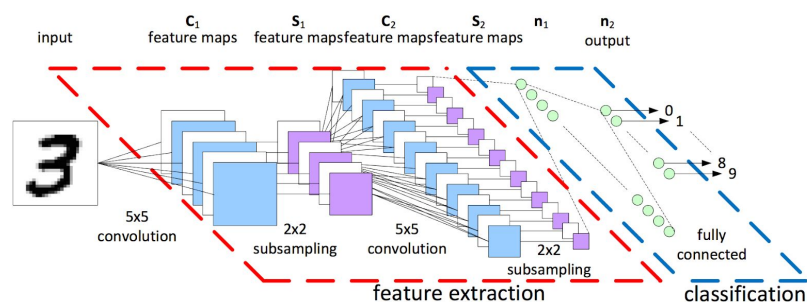 C₁ S₁ C₂ S₂ n₁ n₂
input feature maps feature maps feature maps feature maps output
0
1
8
9
5x5
convolution
2x2
subsampling
5x5
convolution
2x2
subsampling
fully
connected
feature extraction
classification